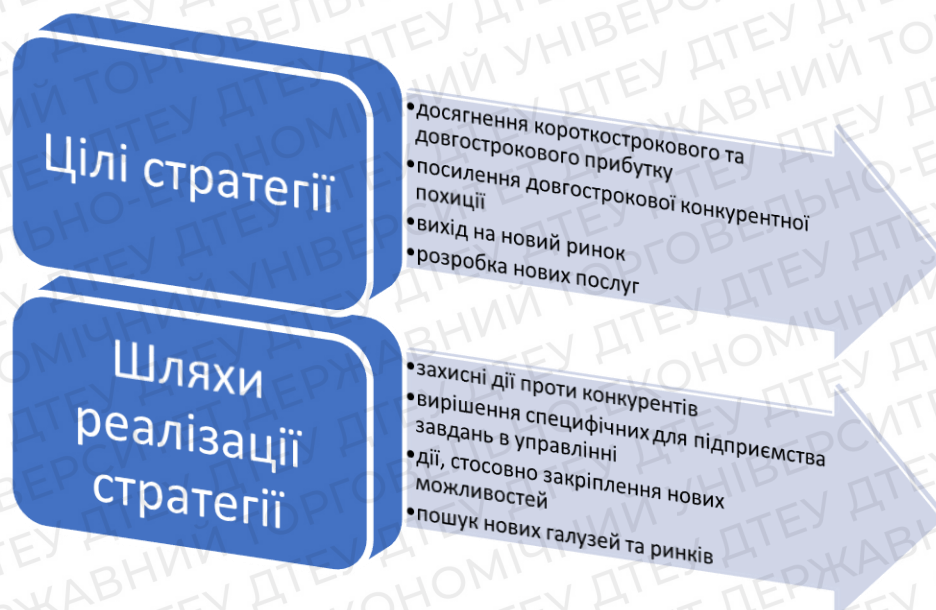 Цілі стратегії
•досягнення короткострокового та
довгострокового прибутку
•посилення довгострокової конкурентної
похиції
•вихід на новий ринок
•розробка нових послуг
Шляхи
реалізації
стратегії
•захисні дії проти конкурентів
•вирішення специфічних для підприємства
завдань в управлінні
•дії, стосовно закріплення нових
можливостей
•пошук нових галузей та ринків